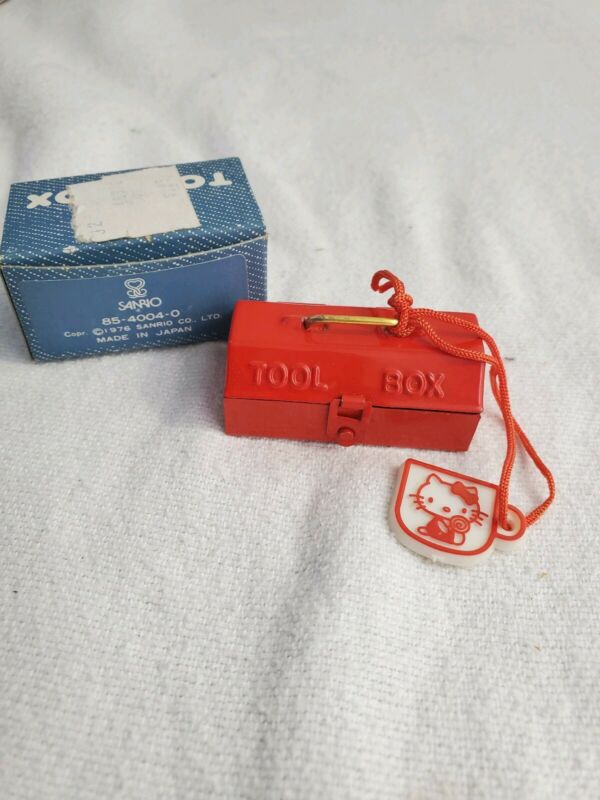 TOOL BOX
SANRIO
85-4004-0
Copr. ©1976 SANRIO CO. LTD.
MADE IN JAPAN
TOOL BOX